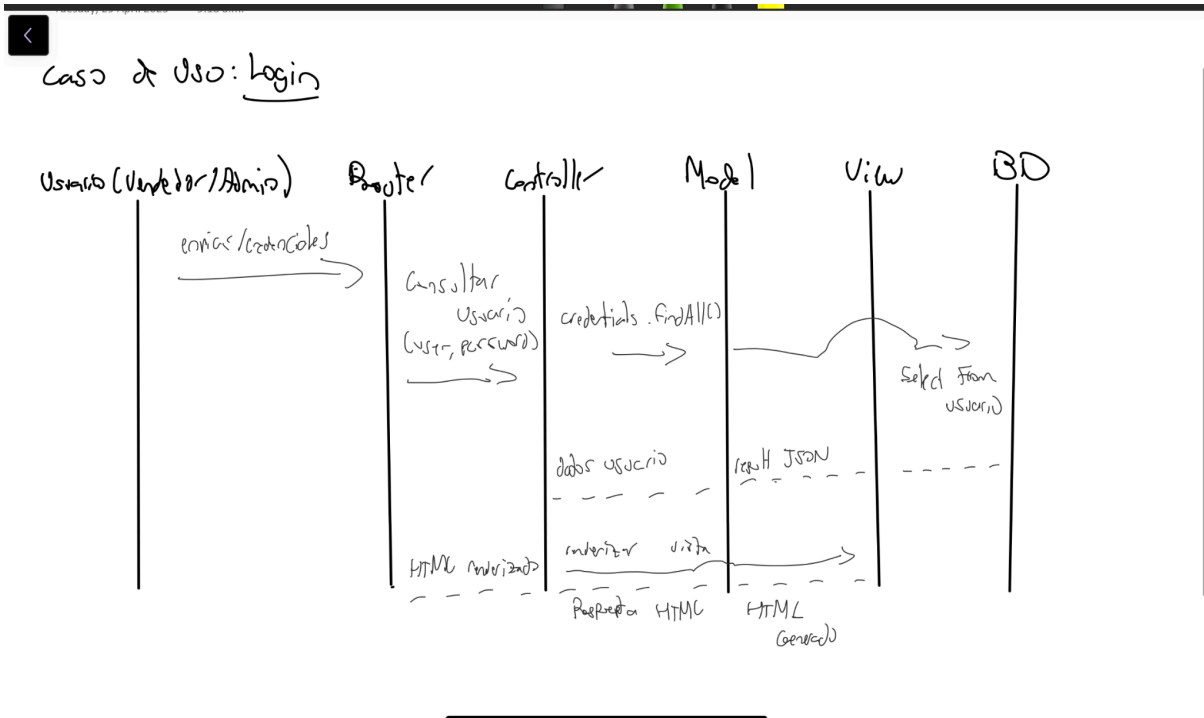 Caso de Uso: Login
Usuario (Vendedor/Admin) Router Controller Model View BD
enviar/credenciales
Consultar
usuario
(user, password)
credentials.findAll()
Select From
usuario
datos usuario
result JSON
HTML renderizado
renderizar vista
Respuesta HTML
HTML
Generado